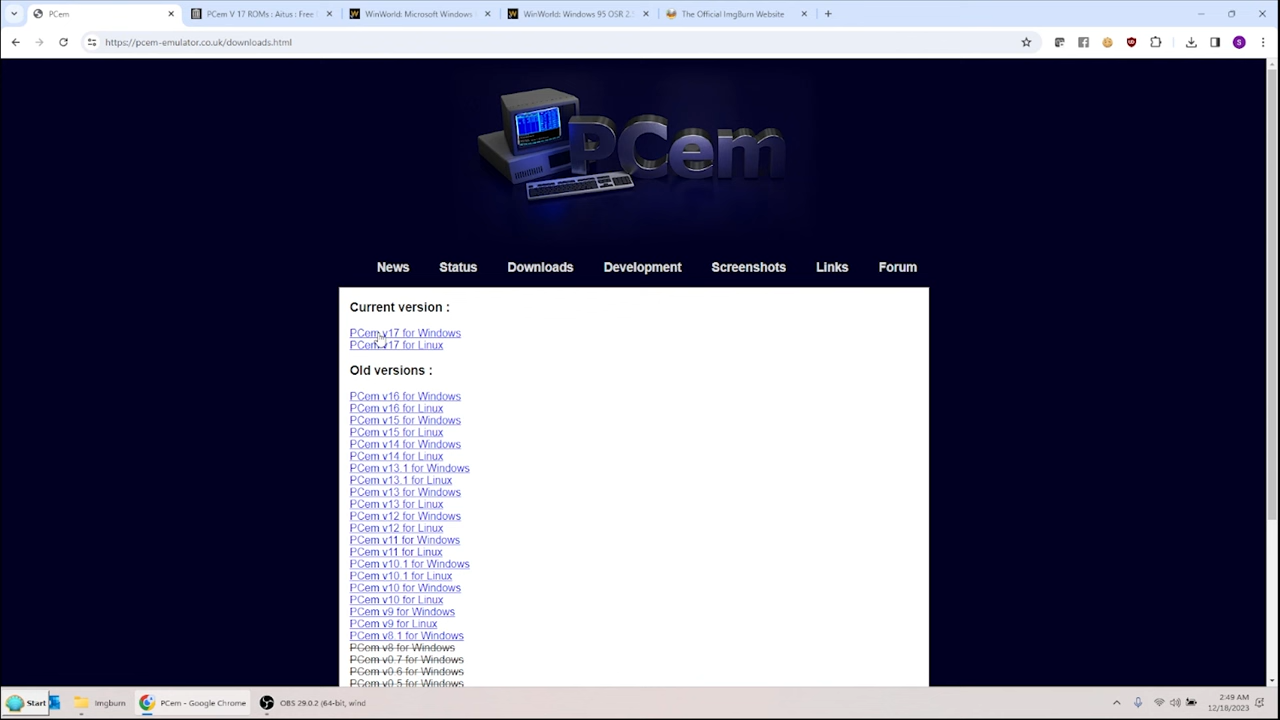 PCem
PCem V 17 ROMs : Aitus : Free
WinWorld: Microsoft Windows
WinWorld: Windows 95 OSR 2.
The Official ImgBurn Website
https://pcem-emulator.co.uk/downloads.html
S
PCem
News Status Downloads Development Screenshots Links Forum
Current version :
PCem v17 for Windows
PCem v17 for Linux
Old versions :
PCem v16 for Windows
PCem v16 for Linux
PCem v15 for Windows
PCem v15 for Linux
PCem v14 for Windows
PCem v14 for Linux
PCem v13.1 for Windows
PCem v13.1 for Linux
PCem v13 for Windows
PCem v13 for Linux
PCem v12 for Windows
PCem v12 for Linux
PCem v11 for Windows
PCem v11 for Linux
PCem v10.1 for Windows
PCem v10.1 for Linux
PCem v10 for Windows
PCem v10 for Linux
PCem v9 for Windows
PCem v9 for Linux
PCem v8.1 for Windows
PCem v8 for Windows
PCem v0.7 for Windows
PCem v0.6 for Windows
PCem v0.5 for Windows
Start Imgburn PCem - Google Chrome OBS 29.0.2 (64-bit, wind
2:49 AM
12/18/2023